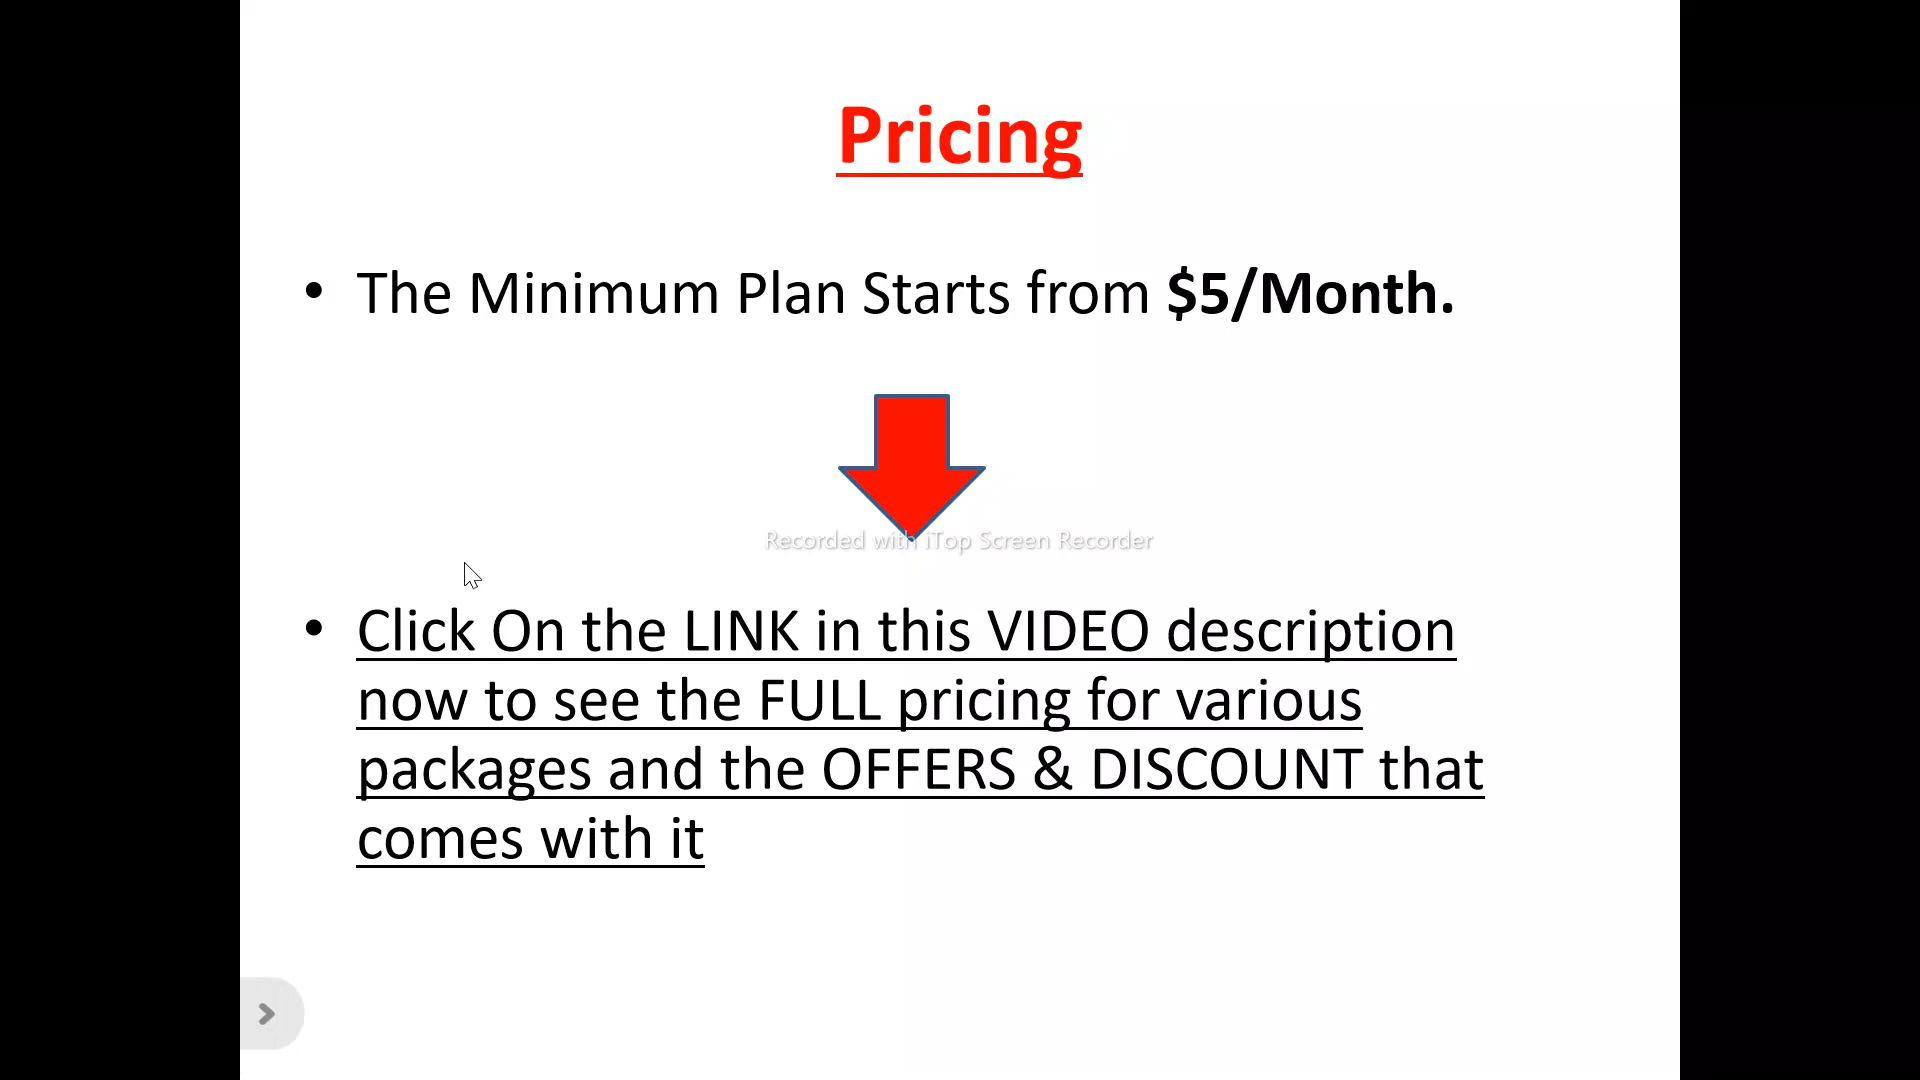 Pricing
• The Minimum Plan Starts from $5/Month.
Recorded with iTop Screen Recorder
• Click On the LINK in this VIDEO description
now to see the FULL pricing for various
packages and the OFFERS & DISCOUNT that
comes with it